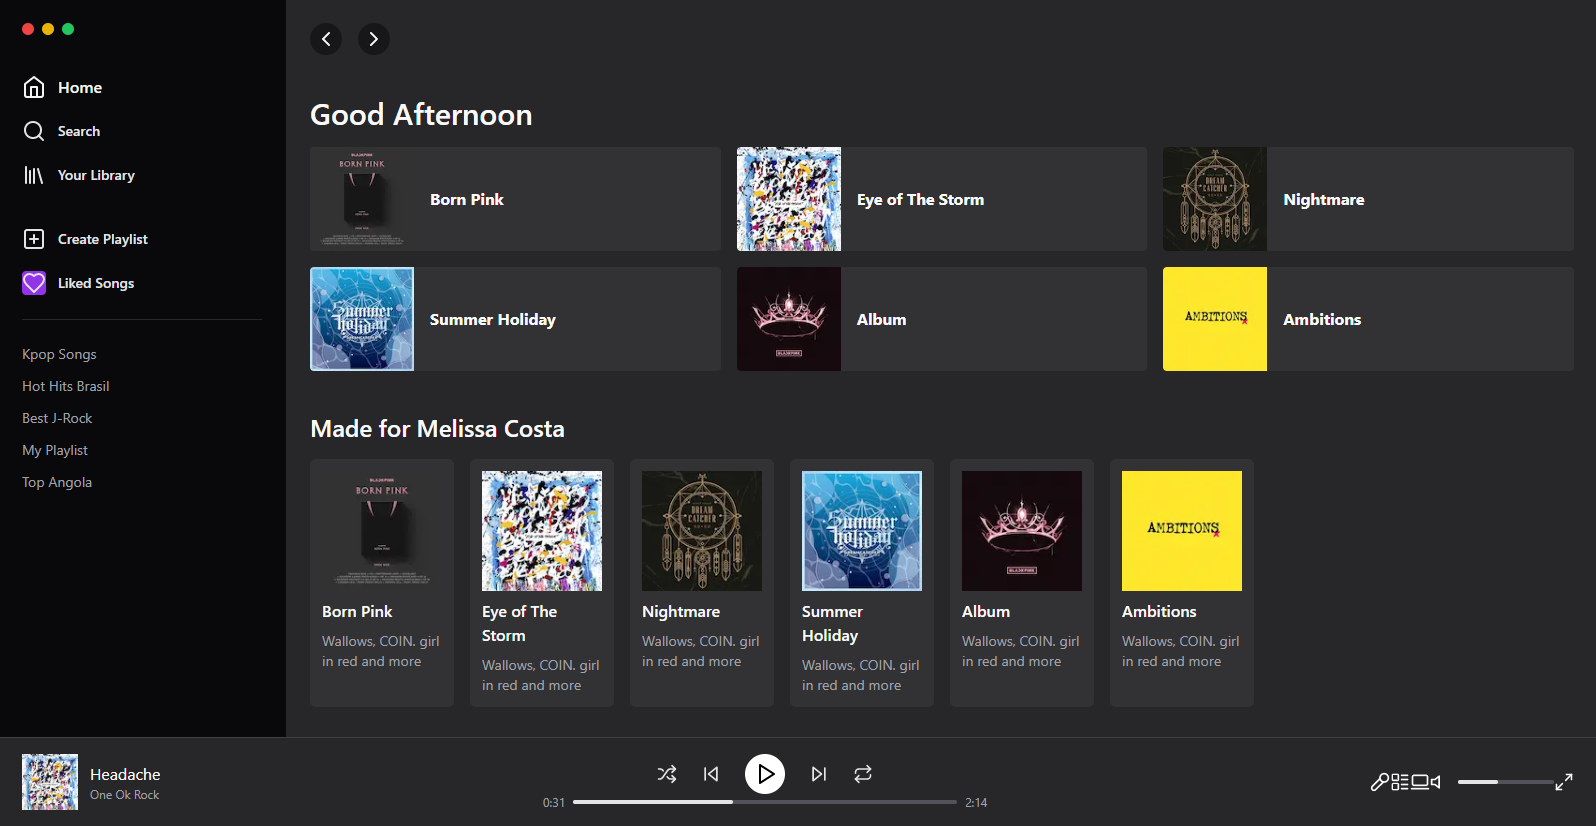 Home
Search
Your Library
Create Playlist
Liked Songs
Kpop Songs
Hot Hits Brasil
Best J-Rock
My Playlist
Top Angola
Good Afternoon
BLACKPINK
BORN PINK
Born Pink
Eye of The Storm
DREAM
CATCHER
Nightmare
Summer
holiday
Summer Holiday
BLACKPINK
Album
AMBITIONS
Ambitions
Made for Melissa Costa
BLACKPINK
BORN PINK
Born Pink
Wallows, COIN. girl
in red and more
Eye of The
Storm
Wallows, COIN. girl
in red and more
DREAM
CATCHER
Nightmare
Wallows, COIN. girl
in red and more
Summer
holiday
DREAMCATCHER
Summer
Holiday
Wallows, COIN. girl
in red and more
BLACKPINK
Album
Wallows, COIN. girl
in red and more
AMBITIONS
Ambitions
Wallows, COIN. girl
in red and more
Headache
One Ok Rock
0:31
2:14